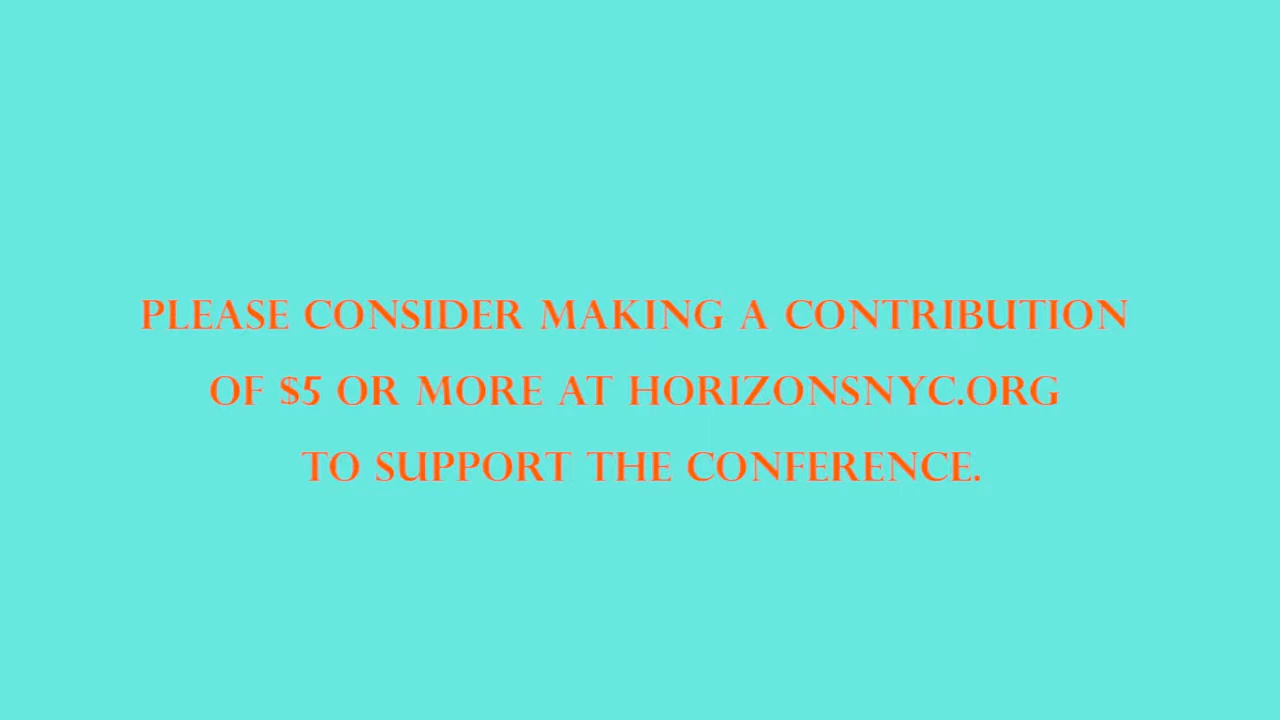 PLEASE CONSIDER MAKING A CONTRIBUTION
OF $5 OR MORE AT HORIZONSNYC.ORG
TO SUPPORT THE CONFERENCE.